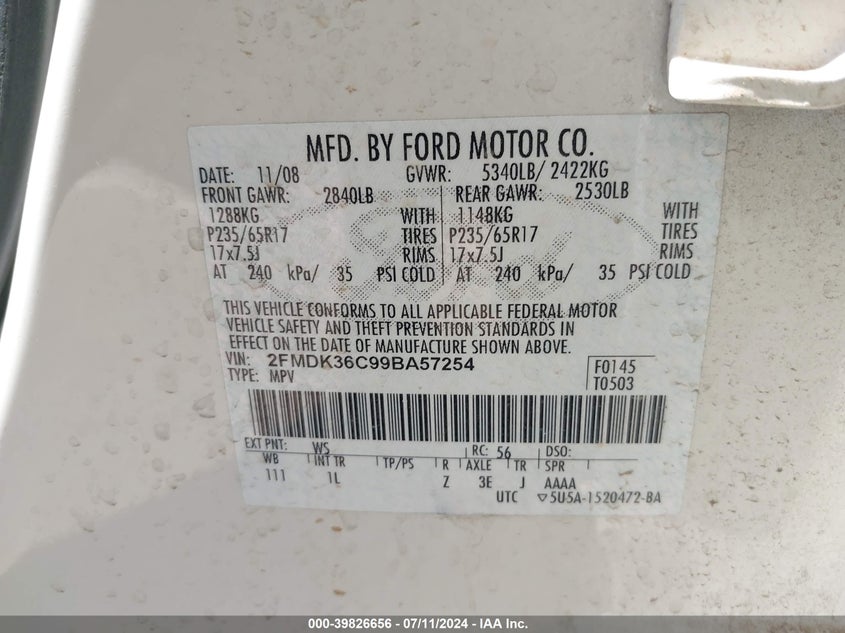 MFD. BY FORD MOTOR CO.
DATE: 11/08 GVWR: 5340LB/ 2422KG
FRONT GAWR: 2840LB REAR GAWR: 2530LB
1288KG WITH 1148KG WITH
P235/65R17 TIRES P235/65R17 TIRES
17x7.5J RIMS 17x7.5J RIMS
AT 240 kPa/ 35 PSI COLD AT 240 kPa/ 35 PSI COLD
THIS VEHICLE CONFORMS TO ALL APPLICABLE FEDERAL MOTOR
VEHICLE SAFETY AND THEFT PREVENTION STANDARDS IN
EFFECT ON THE DATE OF MANUFACTURE SHOWN ABOVE.
VIN: 2FMDK36C99BA57254 F0145
TYPE: MPV T0503
EXT PNT: WS RC: 56 DSO:
WB INT TR TP/PS R AXLE TR SPR
111 1L Z 3E J AAAA
UTC ▽5U5A-1520472-BA
000-39826656 - 07/11/2024 - IAA Inc.